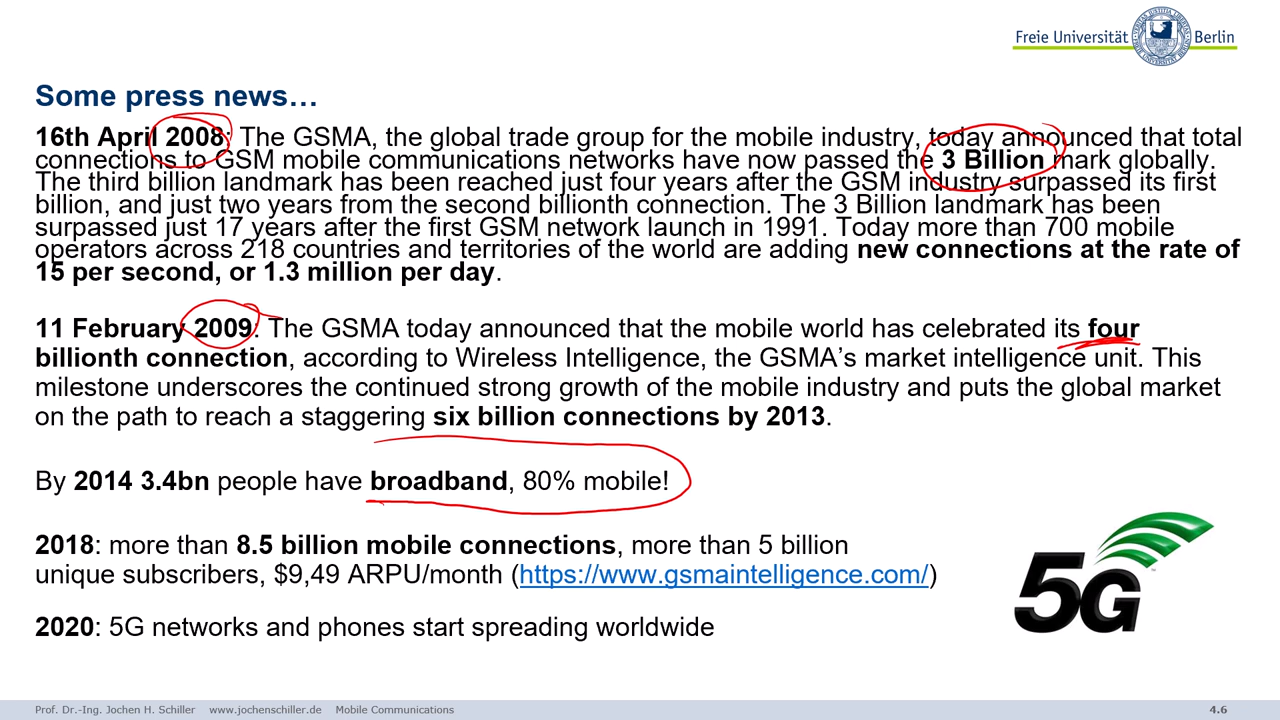 Freie Universität Berlin
Some press news…
16th April 2008: The GSMA, the global trade group for the mobile industry, today announced that total
connections to GSM mobile communications networks have now passed the 3 Billion mark globally.
The third billion landmark has been reached just four years after the GSM industry surpassed its first
billion, and just two years from the second billionth connection. The 3 Billion landmark has been
surpassed just 17 years after the first GSM network launch in 1991. Today more than 700 mobile
operators across 218 countries and territories of the world are adding new connections at the rate of
15 per second, or 1.3 million per day.
11 February 2009: The GSMA today announced that the mobile world has celebrated its four
billionth connection, according to Wireless Intelligence, the GSMA’s market intelligence unit. This
milestone underscores the continued strong growth of the mobile industry and puts the global market
on the path to reach a staggering six billion connections by 2013.
By 2014 3.4bn people have broadband, 80% mobile!
2018: more than 8.5 billion mobile connections, more than 5 billion
unique subscribers, $9,49 ARPU/month (https://www.gsmaintelligence.com/)
5G
2020: 5G networks and phones start spreading worldwide
Prof. Dr.-Ing. Jochen H. Schiller www.jochenschiller.de Mobile Communications 4.6